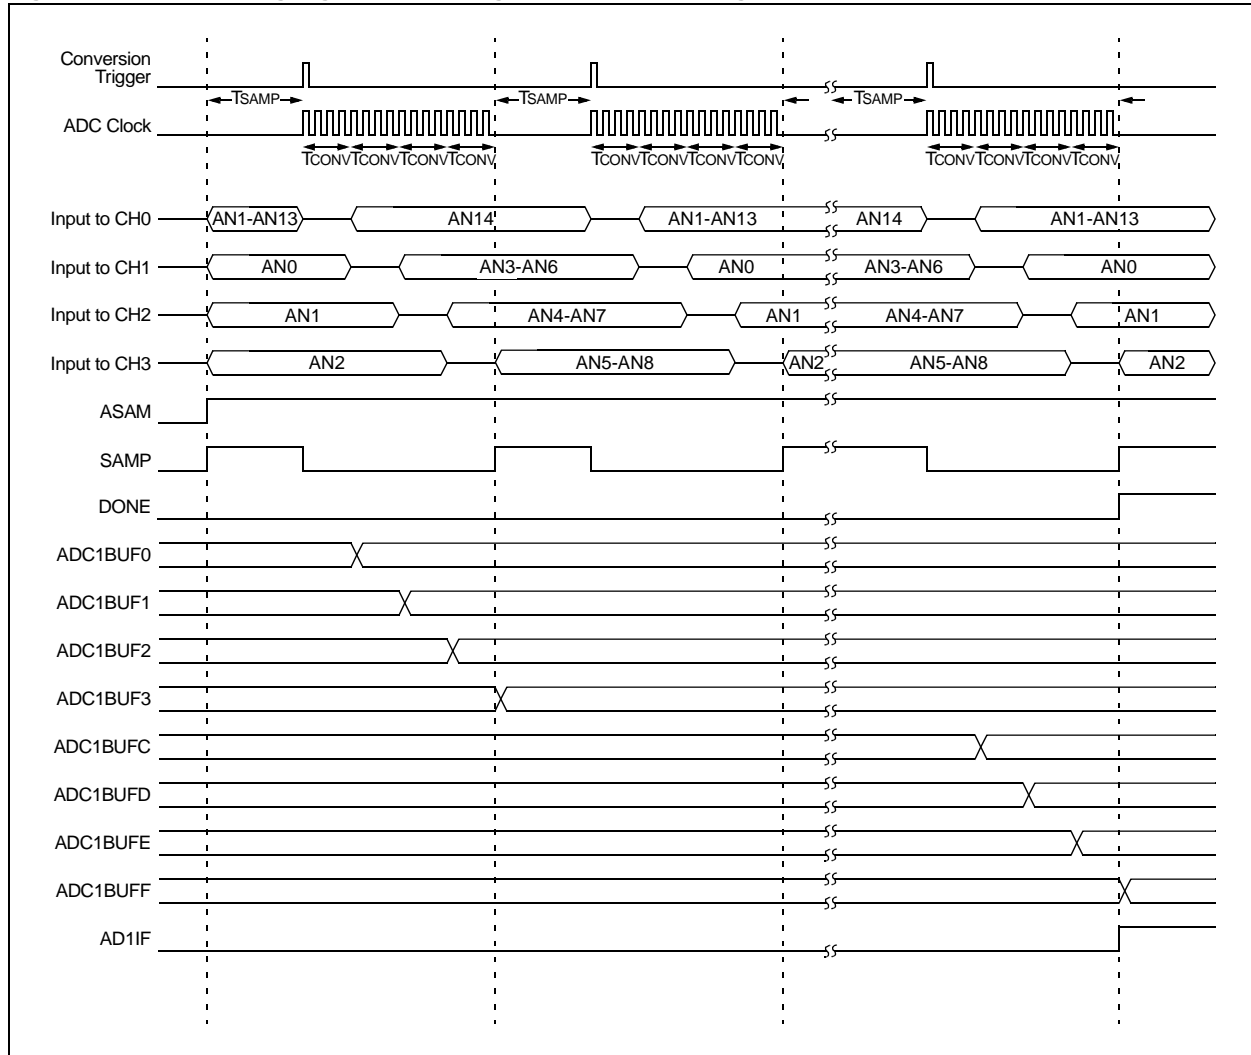 Conversion
Trigger
TSAMP TSAMP TSAMP
ADC Clock
TCONV TCONV TCONV TCONV TCONV TCONV TCONV TCONV TCONV TCONV TCONV TCONV
Input to CH0 AN1-AN13 AN14 AN1-AN13 AN14 AN1-AN13
Input to CH1 AN0 AN3-AN6 AN0 AN3-AN6 AN0
Input to CH2 AN1 AN4-AN7 AN1 AN4-AN7 AN1
Input to CH3 AN2 AN5-AN8 AN2 AN5-AN8 AN2
ASAM
SAMP
DONE
ADC1BUF0
ADC1BUF1
ADC1BUF2
ADC1BUF3
ADC1BUFC
ADC1BUFD
ADC1BUFE
ADC1BUFF
AD1IF